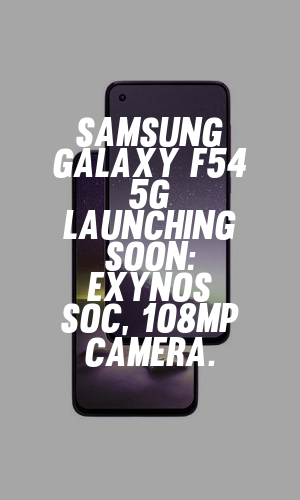 SAMSUNG
GALAXY F54
5G
LAUNCHING
SOON:
EXYNOS
SOC, 108MP
CAMERA.